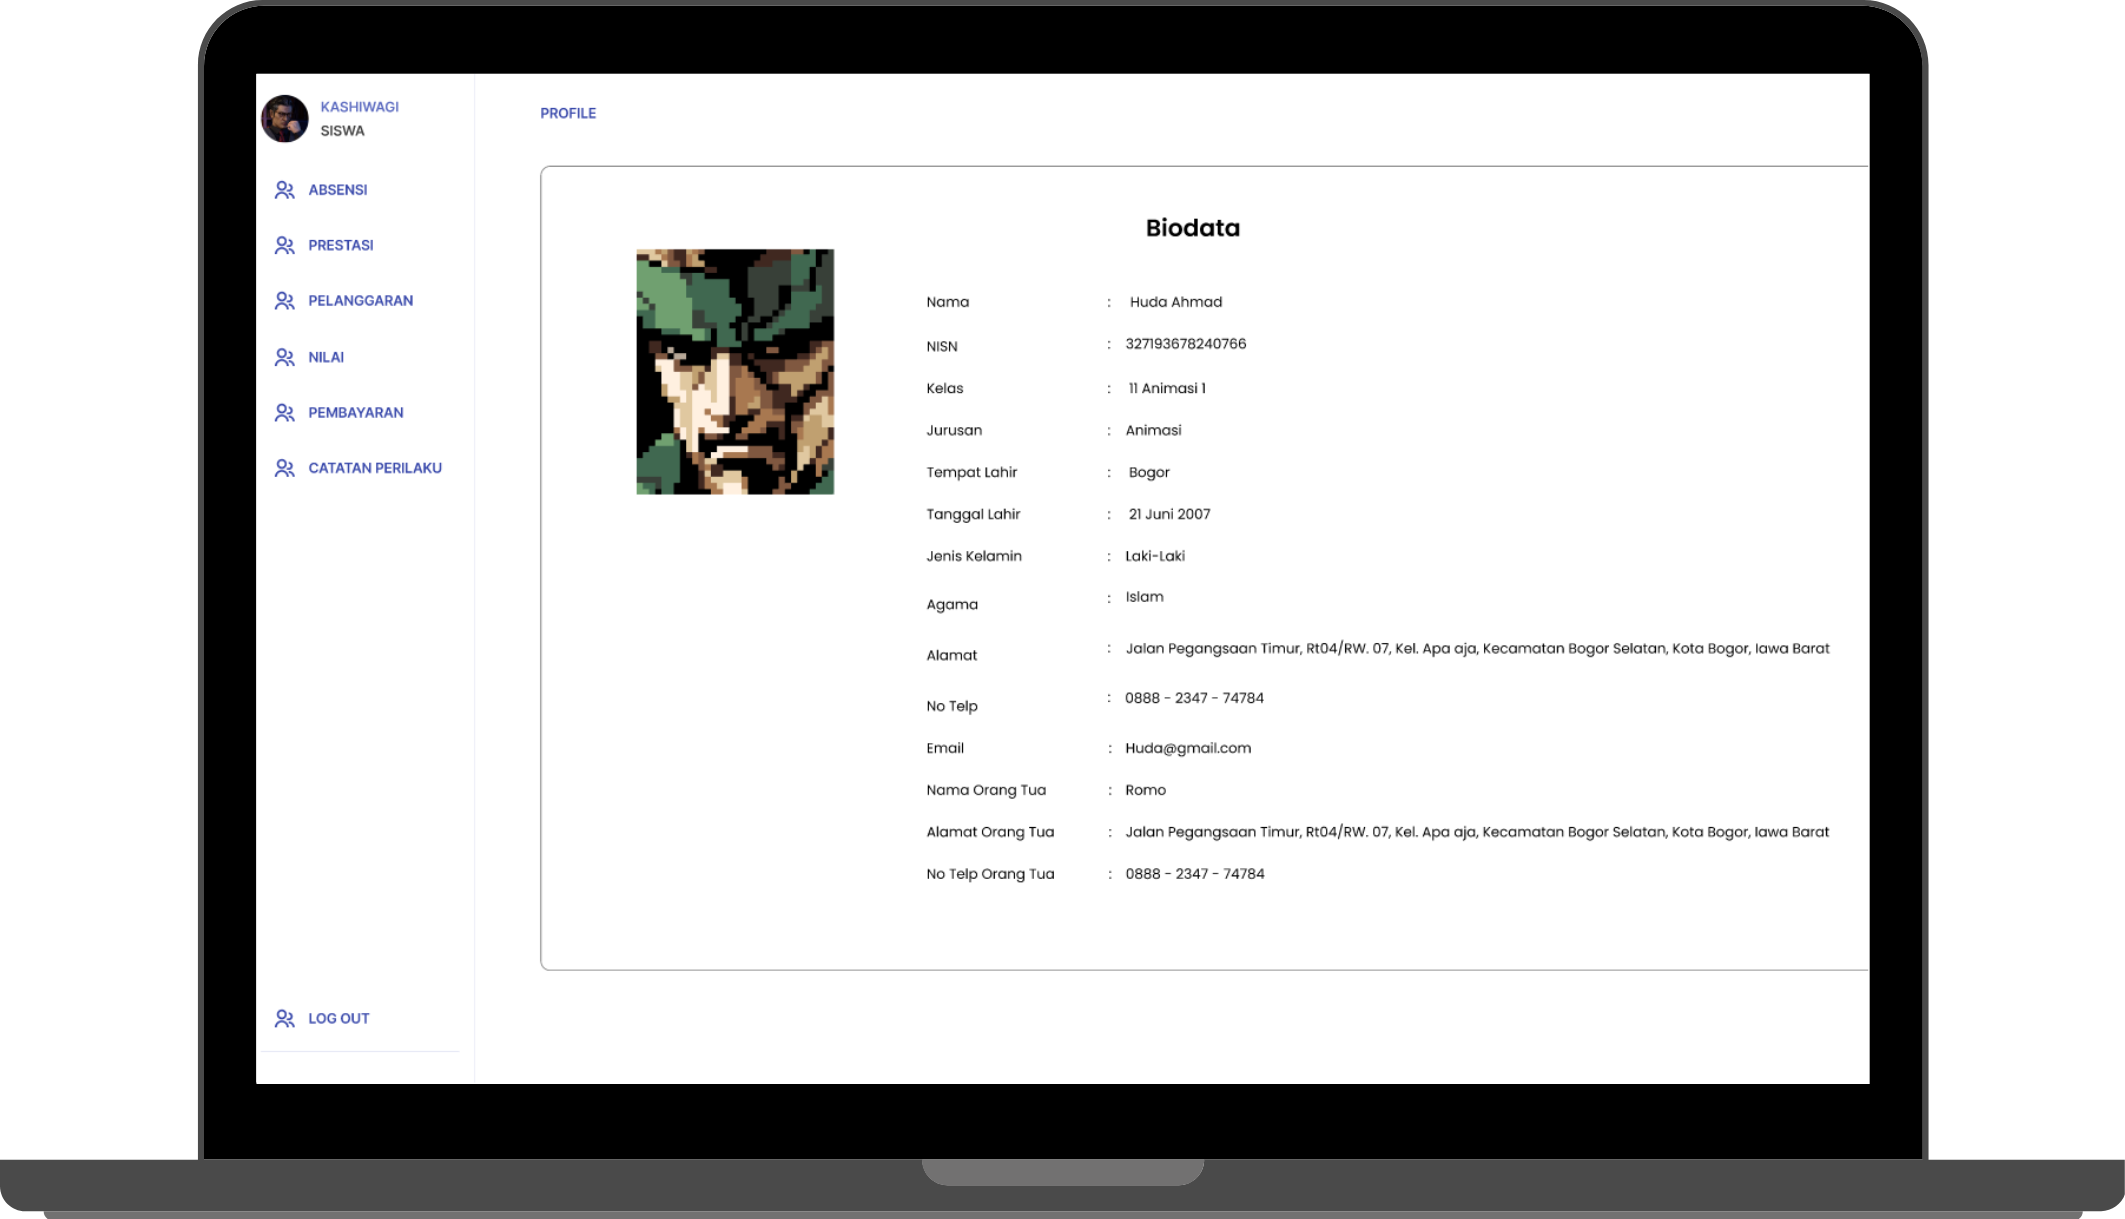 KASHIWAGI
SISWA
ABSENSI
PRESTASI
PELANGGARAN
NILAI
PEMBAYARAN
CATATAN PERILAKU
LOG OUT
PROFILE
Biodata
Nama : Huda Ahmad
NISN : 327193678240766
Kelas : 11 Animasi 1
Jurusan : Animasi
Tempat Lahir : Bogor
Tanggal Lahir : 21 Juni 2007
Jenis Kelamin : Laki-Laki
Agama : Islam
Alamat : Jalan Pegangsaan Timur, Rt04/RW. 07, Kel. Apa aja, Kecamatan Bogor Selatan, Kota Bogor, Iawa Barat
No Telp : 0888 - 2347 - 74784
Email : Huda@gmail.com
Nama Orang Tua : Romo
Alamat Orang Tua : Jalan Pegangsaan Timur, Rt04/RW. 07, Kel. Apa aja, Kecamatan Bogor Selatan, Kota Bogor, Iawa Barat
No Telp Orang Tua : 0888 - 2347 - 74784